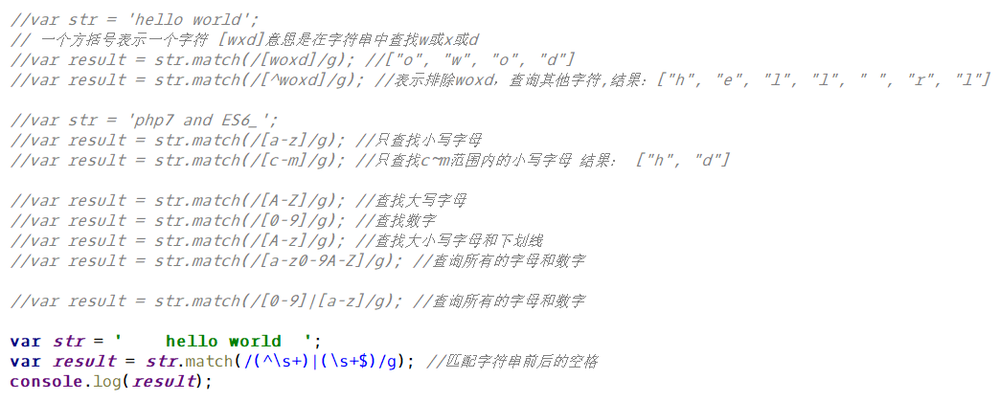 //var str = 'hello world';
// 一个方括号表示一个字符 [wxd]意思是在字符串中查找w或x或d
//var result = str.match(/[woxd]/g); //["o", "w", "o", "d"]
//var result = str.match(/[^woxd]/g); //表示排除woxd，查询其他字符,结果：["h", "e", "l", "l", " ", "r", "l"]
//var str = 'php7 and ES6_';
//var result = str.match(/[a-z]/g); //只查找小写字母
//var result = str.match(/[c-m]/g); //只查找c~m范围内的小写字母 结果： ["h", "d"]
//var result = str.match(/[A-Z]/g); //查找大写字母
//var result = str.match(/[0-9]/g); //查找数字
//var result = str.match(/[A-z]/g); //查找大小写字母和下划线
//var result = str.match(/[a-z0-9A-Z]/g); //查询所有的字母和数字
//var result = str.match(/[0-9]|[a-z]/g); //查询所有的字母和数字
var str = '    hello world  ';
var result = str.match(/(^\s+)|(\s+$)/g); //匹配字符串前后的空格
console.log(result);